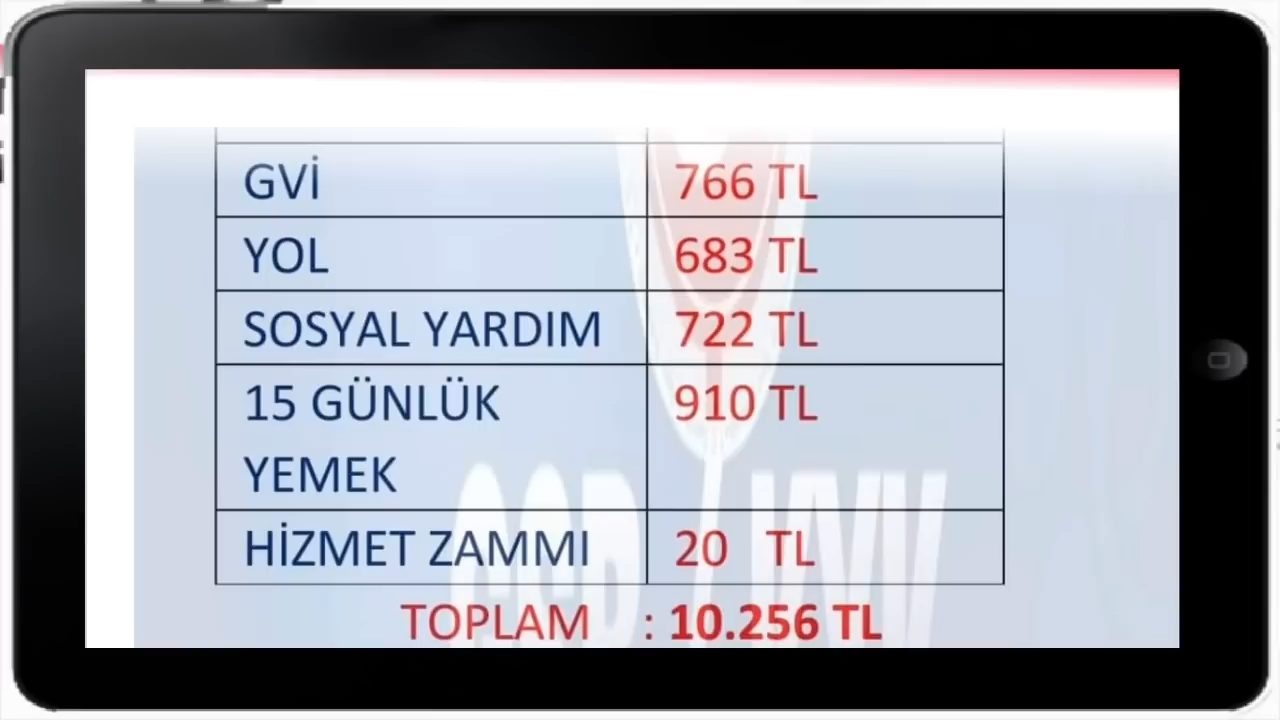 GVİ 766 TL
YOL 683 TL
SOSYAL YARDIM 722 TL
15 GÜNLÜK 910 TL
YEMEK
HİZMET ZAMMI 20 TL
TOPLAM : 10.256 TL